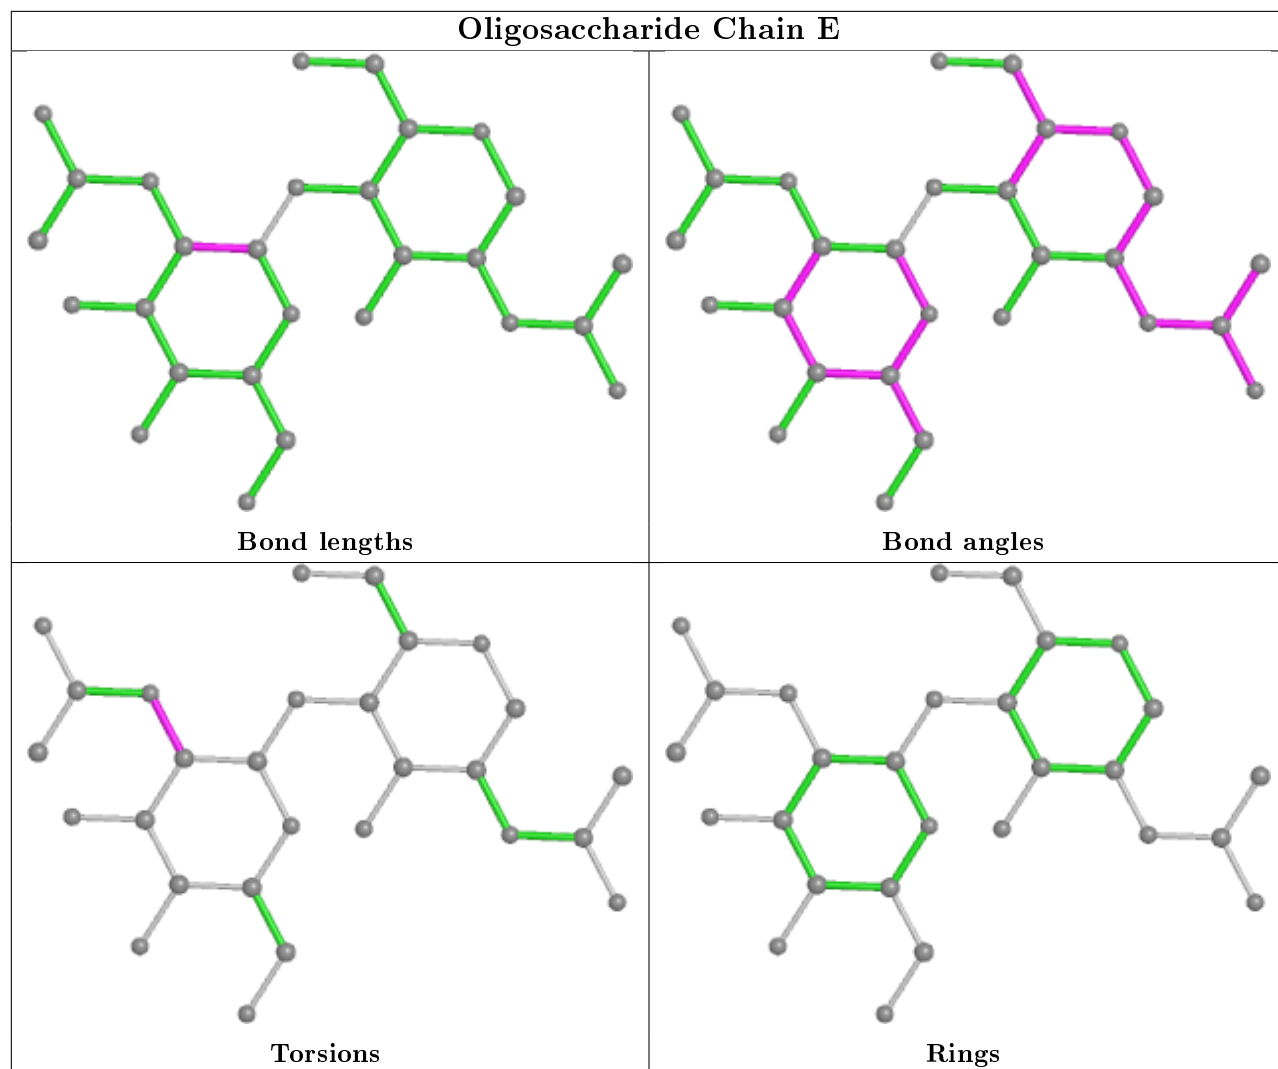 Oligosaccharide Chain E
Bond lengths
Bond angles
Torsions
Rings